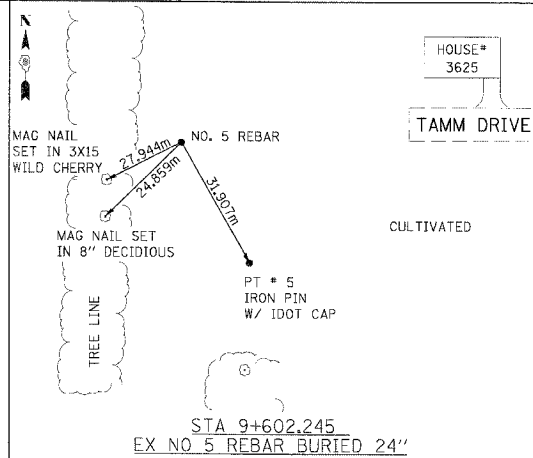 N
HOUSE#
3625
TAMM DRIVE
MAG NAIL
SET IN 3X15
WILD CHERRY
NO. 5 REBAR
27.944m
24.859m
31.907m
MAG NAIL SET
IN 8" DECIDIOUS
CULTIVATED
PT # 5
IRON PIN
W/ IDOT CAP
TREE LINE
STA 9+602.245
EX NO 5 REBAR BURIED 24"